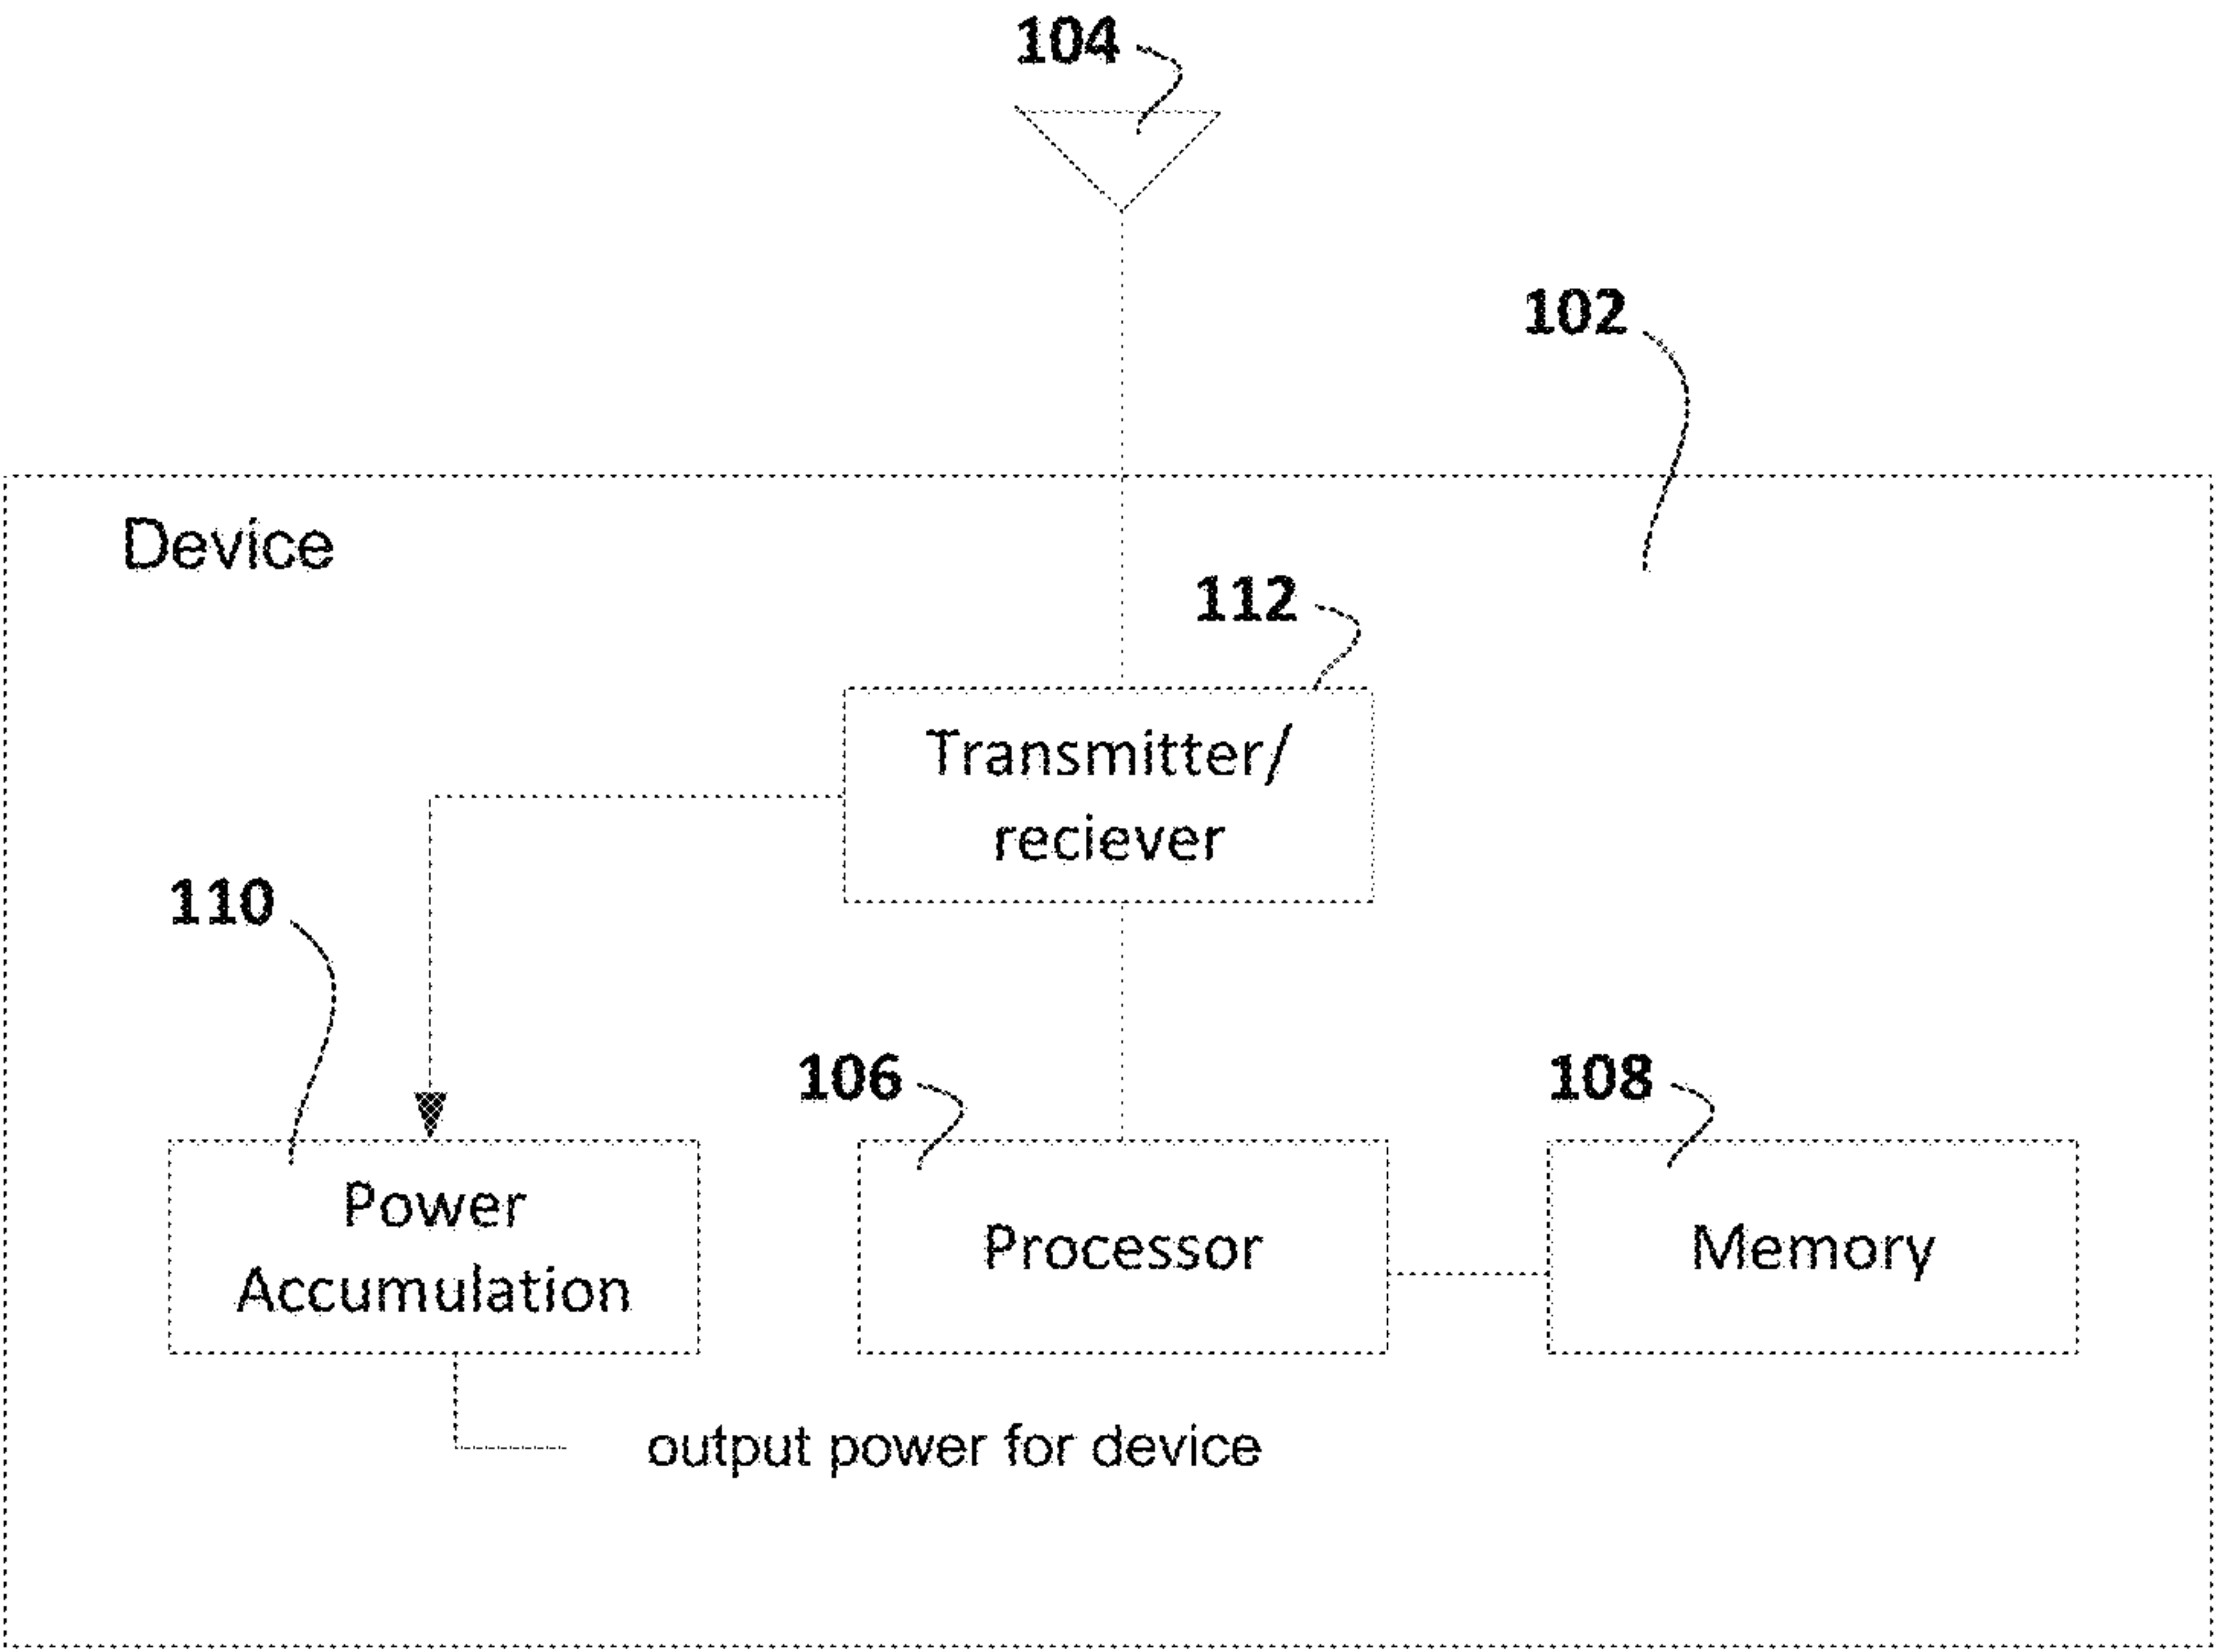 104
102
Device
112
Transmitter/
reciever
110
106
108
Power
Accumulation
Processor
Memory
output power for device